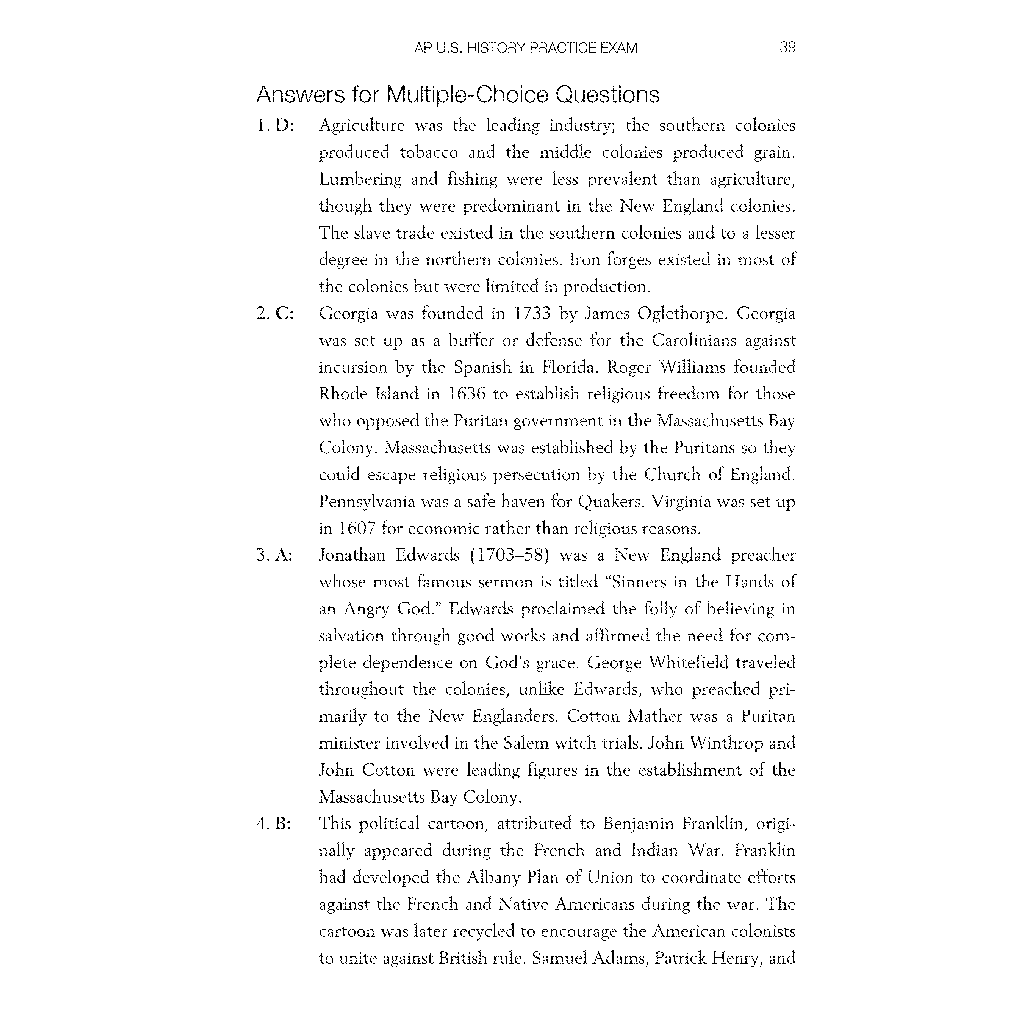 AP U.S. HISTORY PRACTICE EXAM 39
Answers for Multiple-Choice Questions
1. D: Agriculture was the leading industry; the southern colonies
produced tobacco and the middle colonies produced grain.
Lumbering and fishing were less prevalent than agriculture,
though they were predominant in the New England colonies.
The slave trade existed in the southern colonies and to a lesser
degree in the northern colonies. Iron forges existed in most of
the colonies but were limited in production.
2. C: Georgia was founded in 1733 by James Oglethorpe. Georgia
was set up as a buffer or defense for the Carolinians against
incursion by the Spanish in Florida. Roger Williams founded
Rhode Island in 1636 to establish religious freedom for those
who opposed the Puritan government in the Massachusetts Bay
Colony. Massachusetts was established by the Puritans so they
could escape religious persecution by the Church of England.
Pennsylvania was a safe haven for Quakers. Virginia was set up
in 1607 for economic rather than religious reasons.
3. A: Jonathan Edwards (1703–58) was a New England preacher
whose most famous sermon is titled “Sinners in the Hands of
an Angry God.” Edwards proclaimed the folly of believing in
salvation through good works and affirmed the need for com-
plete dependence on God's grace. George Whitefield traveled
throughout the colonies, unlike Edwards, who preached pri-
marily to the New Englanders. Cotton Mather was a Puritan
minister involved in the Salem witch trials. John Winthrop and
John Cotton were leading figures in the establishment of the
Massachusetts Bay Colony.
4. B: This political cartoon, attributed to Benjamin Franklin, origi-
nally appeared during the French and Indian War. Franklin
had developed the Albany Plan of Union to coordinate efforts
against the French and Native Americans during the war. The
cartoon was later recycled to encourage the American colonists
to unite against British rule. Samuel Adams, Patrick Henry, and